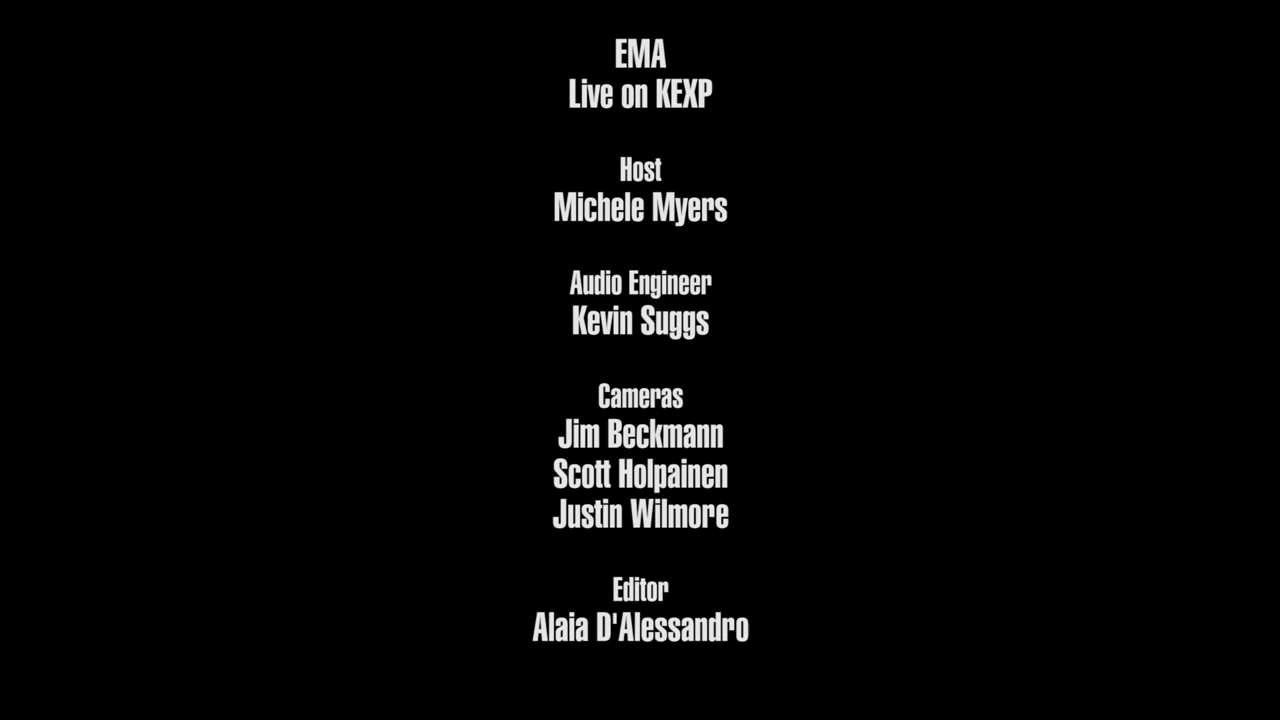 EMA
Live on KEXP
Host
Michele Myers
Audio Engineer
Kevin Suggs
Cameras
Jim Beckmann
Scott Holpainen
Justin Wilmore
Editor
Alaia D'Alessandro